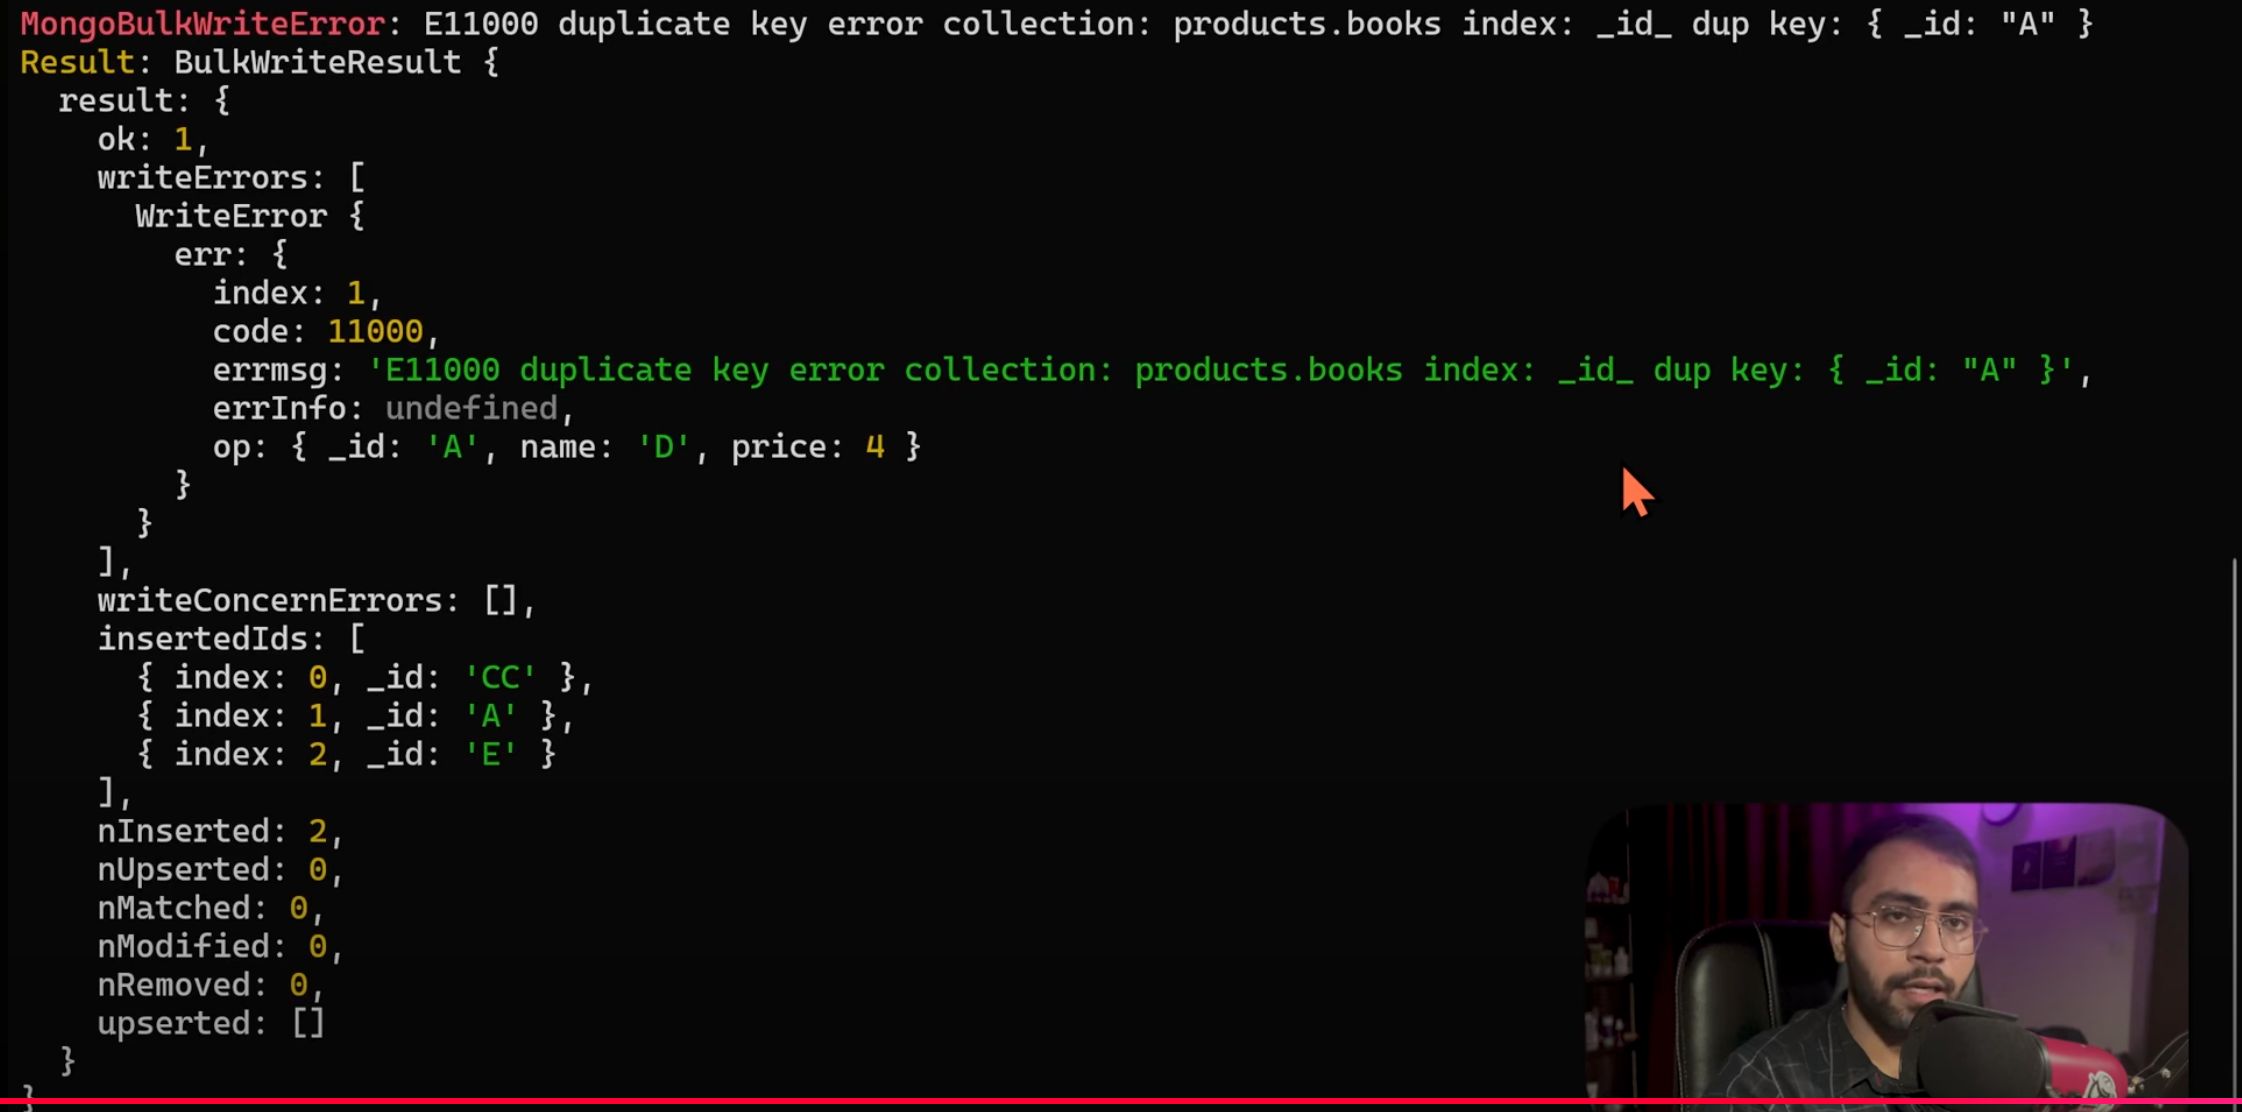 MongoBulkWriteError: E11000 duplicate key error collection: products.books index: _id_ dup key: { _id: "A" }
Result: BulkWriteResult {
  result: {
    ok: 1,
    writeErrors: [
      WriteError {
        err: {
          index: 1,
          code: 11000,
          errmsg: 'E11000 duplicate key error collection: products.books index: _id_ dup key: { _id: "A" }',
          errInfo: undefined,
          op: { _id: 'A', name: 'D', price: 4 }
        }
      }
    ],
    writeConcernErrors: [],
    insertedIds: [
      { index: 0, _id: 'CC' },
      { index: 1, _id: 'A' },
      { index: 2, _id: 'E' }
    ],
    nInserted: 2,
    nUpserted: 0,
    nMatched: 0,
    nModified: 0,
    nRemoved: 0,
    upserted: []
  }
}